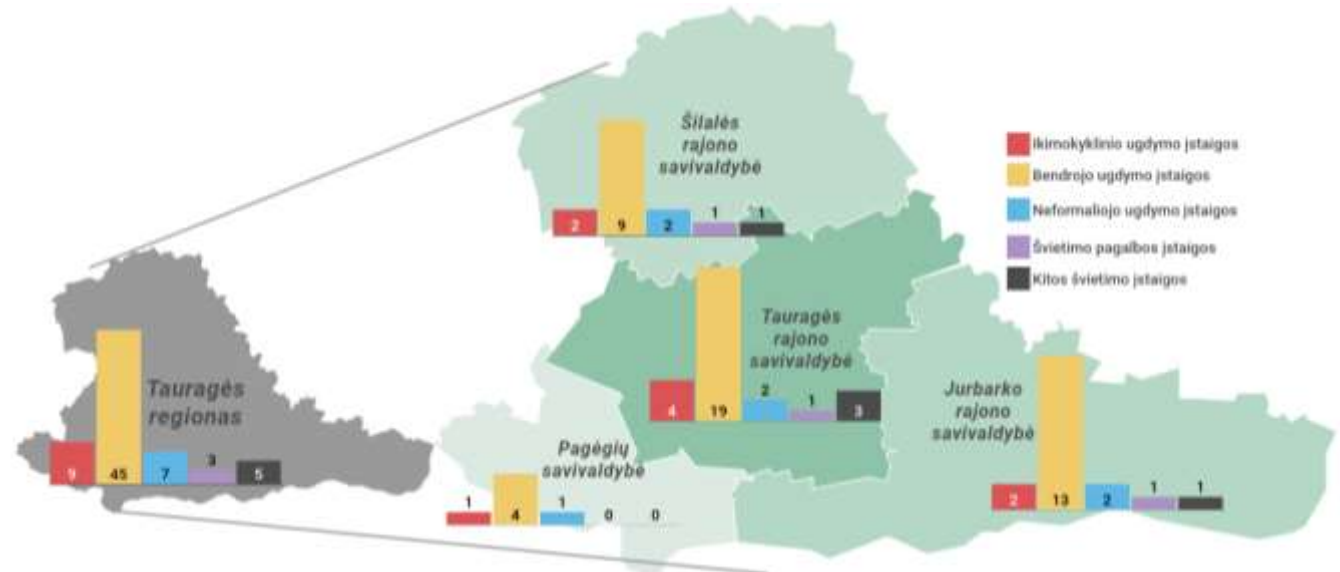 Šilalės
rajono
savivaldybė
2
9
2
1
1
Ikimokyklinio ugdymo įstaigos
Bendrojo ugdymo įstaigos
Neformaliojo ugdymo įstaigos
Švietimo pagalbos įstaigos
Kitos švietimo įstaigos
Tauragės
regionas
9
45
7
3
5
Tauragės
rajono
savivaldybė
4
19
2
1
3
Pagėgių
savivaldybė
1
4
1
0
0
Jurbarko
rajono
savivaldybė
2
13
2
1
1